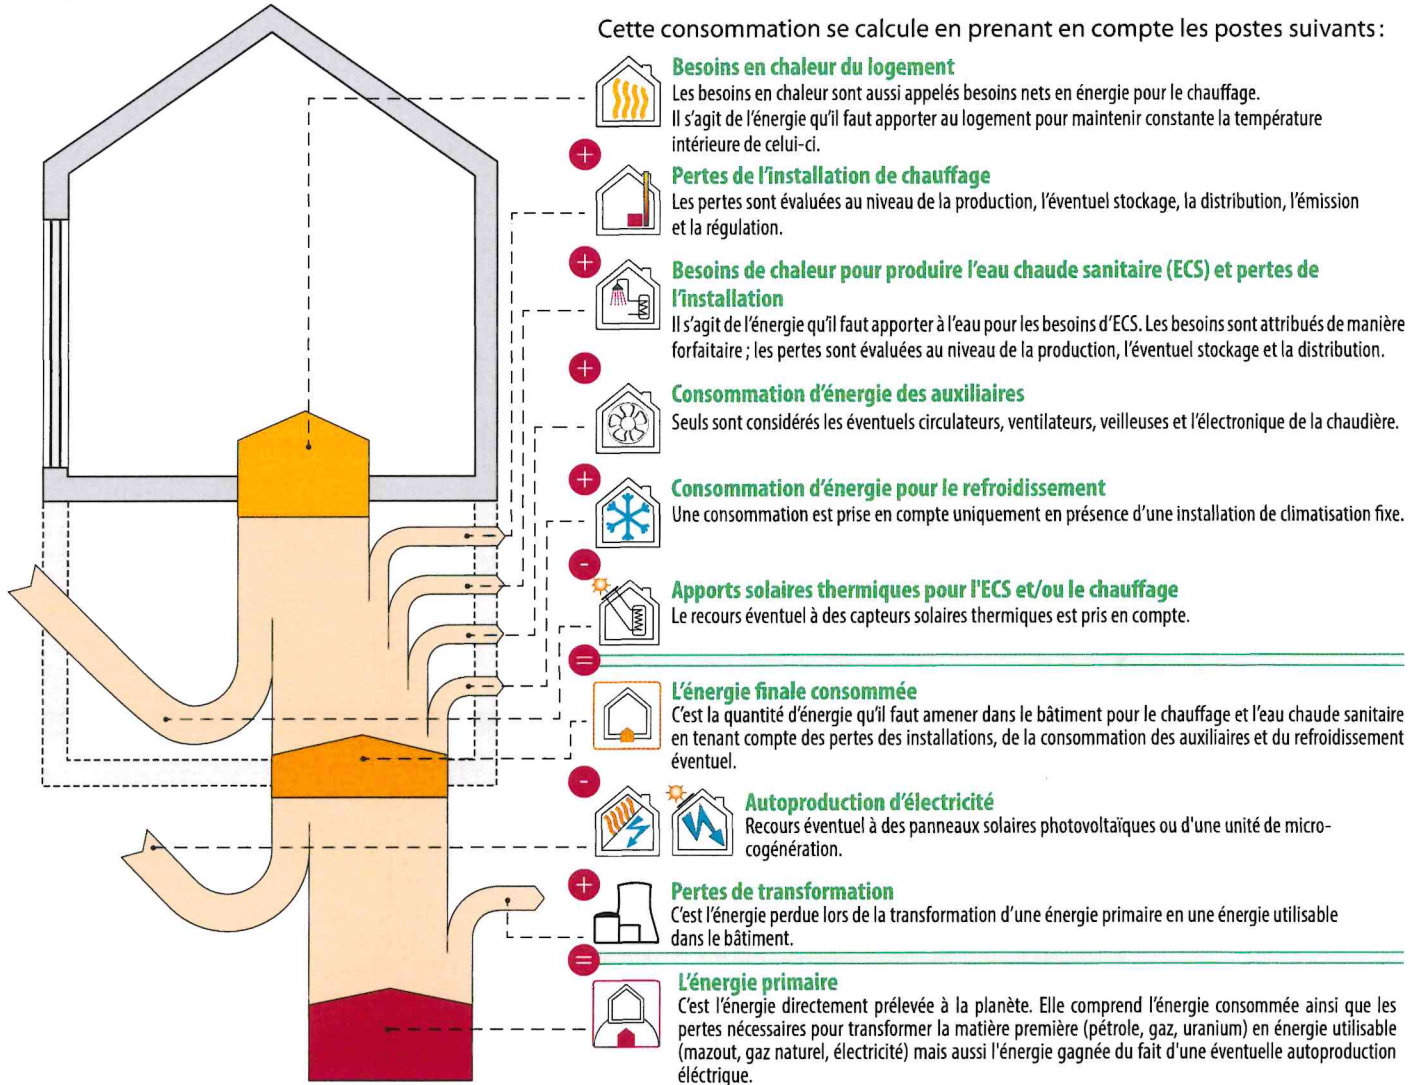 Cette consommation se calcule en prenant en compte les postes suivants :
Besoins en chaleur du logement
Les besoins en chaleur sont aussi appelés besoins nets en énergie pour le chauffage.
Il s'agit de l'énergie qu'il faut apporter au logement pour maintenir constante la température
intérieure de celui-ci.
+
Pertes de l'installation de chauffage
Les pertes sont évaluées au niveau de la production, l'éventuel stockage, la distribution, l'émission
et la régulation.
+
Besoins de chaleur pour produire l'eau chaude sanitaire (ECS) et pertes de
l'installation
Il s'agit de l'énergie qu'il faut apporter à l'eau pour les besoins d'ECS. Les besoins sont attribués de manière
forfaitaire ; les pertes sont évaluées au niveau de la production, l'éventuel stockage et la distribution.
+
Consommation d'énergie des auxiliaires
Seuls sont considérés les éventuels circulateurs, ventilateurs, veilleuses et l'électronique de la chaudière.
+
Consommation d'énergie pour le refroidissement
Une consommation est prise en compte uniquement en présence d'une installation de climatisation fixe.
-
Apports solaires thermiques pour l'ECS et/ou le chauffage
Le recours éventuel à des capteurs solaires thermiques est pris en compte.
=
L'énergie finale consommée
C'est la quantité d'énergie qu'il faut amener dans le bâtiment pour le chauffage et l'eau chaude sanitaire
en tenant compte des pertes des installations, de la consommation des auxiliaires et du refroidissement
éventuel.
-
Autoproduction d'électricité
Recours éventuel à des panneaux solaires photovoltaïques ou d'une unité de micro-
cogénération.
+
Pertes de transformation
C'est l'énergie perdue lors de la transformation d'une énergie primaire en une énergie utilisable
dans le bâtiment.
=
L'énergie primaire
C'est l'énergie directement prélevée à la planète. Elle comprend l'énergie consommée ainsi que les
pertes nécessaires pour transformer la matière première (pétrole, gaz, uranium) en énergie utilisable
(mazout, gaz naturel, électricité) mais aussi l'énergie gagnée du fait d'une éventuelle autoproduction
éléctrique.